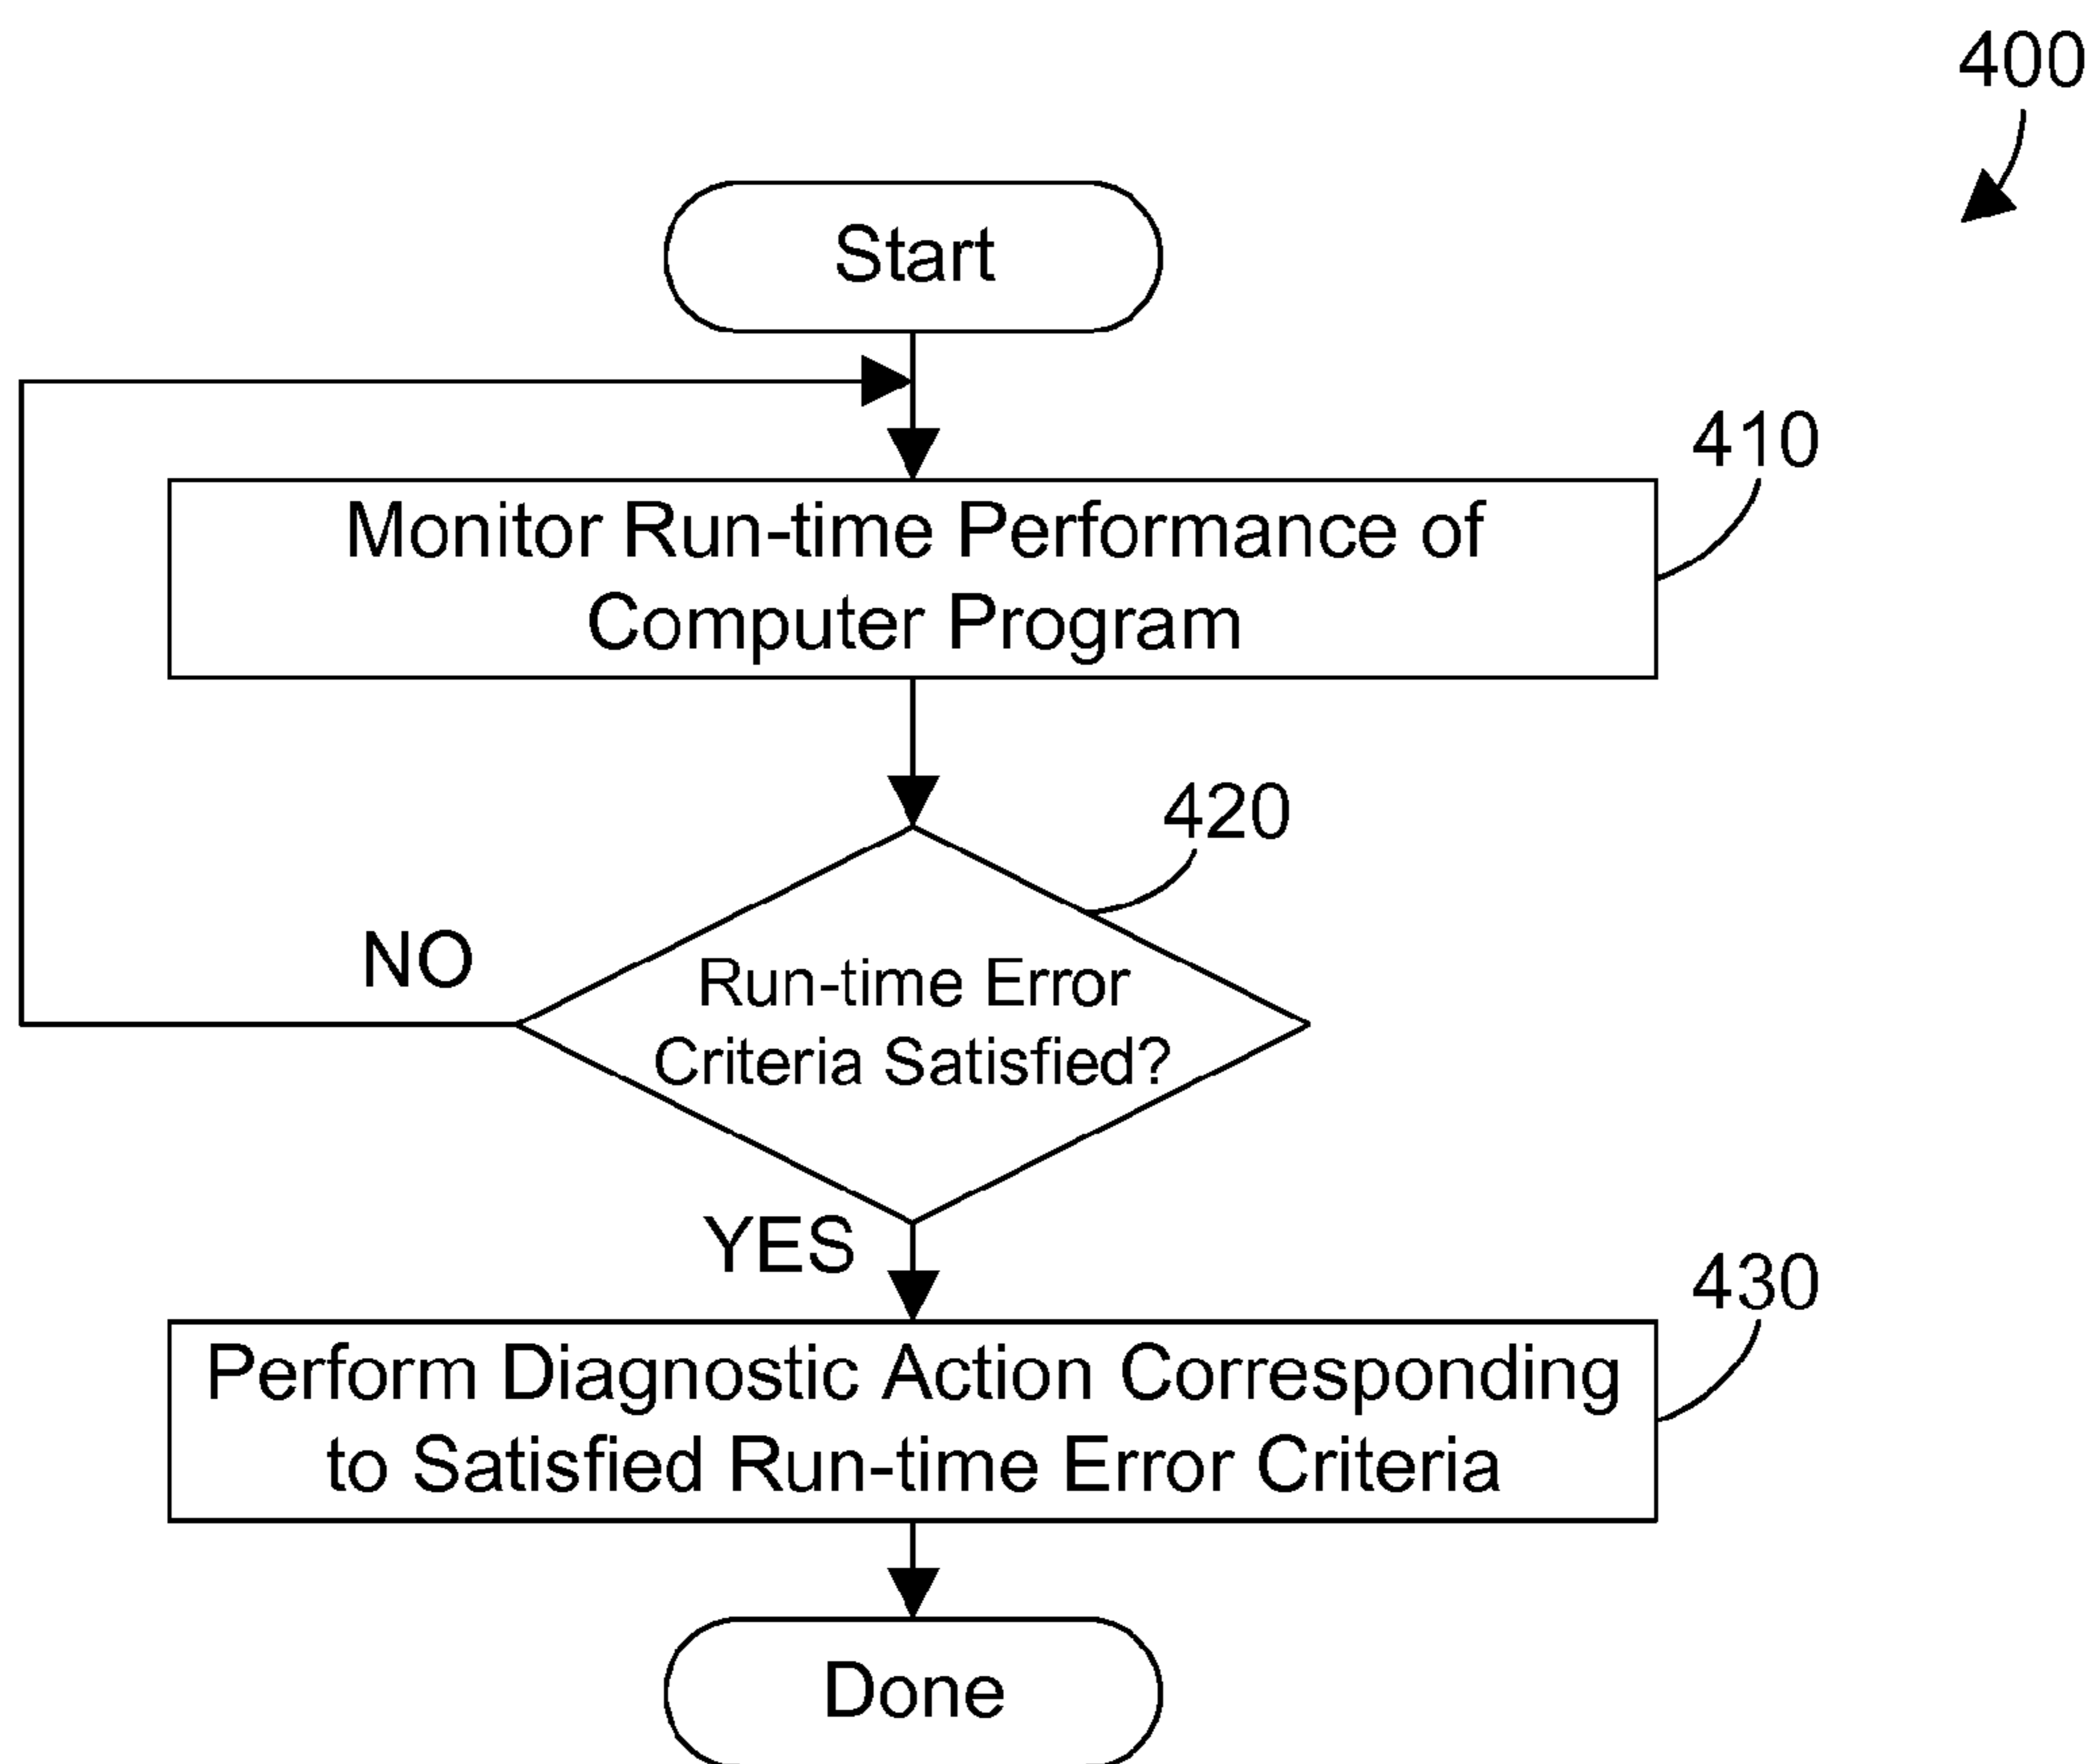 400
Start
410
Monitor Run-time Performance of
Computer Program
420
NO
Run-time Error
Criteria Satisfied?
YES
430
Perform Diagnostic Action Corresponding
to Satisfied Run-time Error Criteria
Done